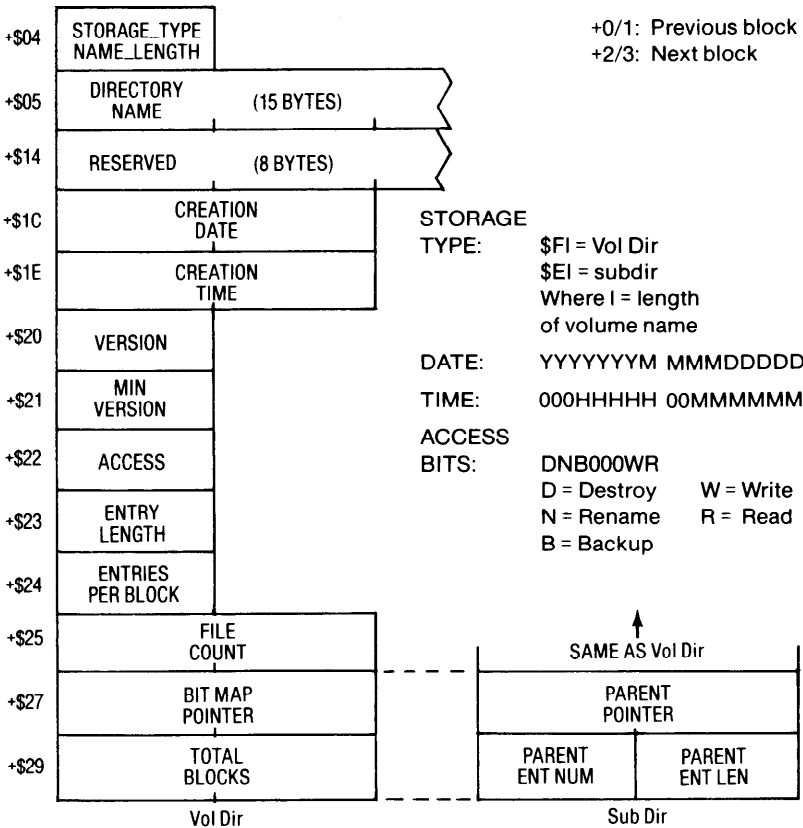 +$04 STORAGE_TYPE
NAME_LENGTH
+0/1: Previous block
+2/3: Next block
+$05 DIRECTORY
NAME (15 BYTES)
+$14 RESERVED (8 BYTES)
+$1C CREATION
DATE
+$1E CREATION
TIME
+$20 VERSION
+$21 MIN
VERSION
+$22 ACCESS
+$23 ENTRY
LENGTH
+$24 ENTRIES
PER BLOCK
+$25 FILE
COUNT
+$27 BIT MAP
POINTER
+$29 TOTAL
BLOCKS
Vol Dir
STORAGE
TYPE: $FI = Vol Dir
$EI = subdir
Where I = length
of volume name
DATE: YYYYYYYM MMMDDDDD
TIME: 000HHHHH 00MMMMMM
ACCESS
BITS: DNB000WR
D = Destroy W = Write
N = Rename R = Read
B = Backup
SAME AS Vol Dir
PARENT
POINTER
PARENT
ENT NUM
PARENT
ENT LEN
Sub Dir